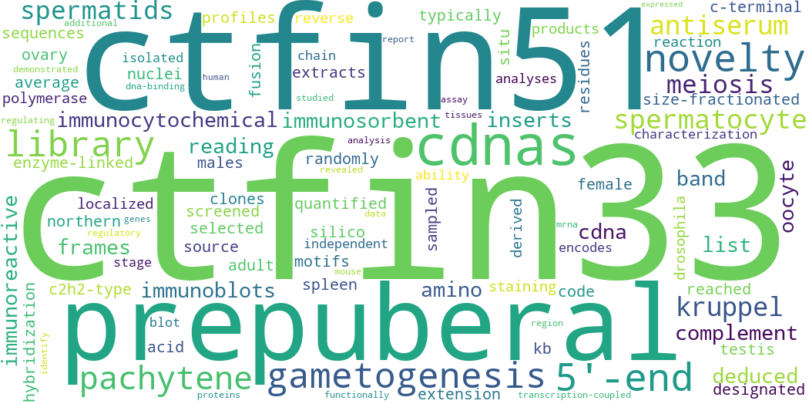 spermatids
profiles reverse
typically
c-terminal
additional
ctfin51
sequences
expressed
antiserum
ovary
isolated
chain
report
situ
products
reaction
novelty
demonstrated
nuclei
fusion
extracts
human
analyses
residues
average
dna-binding
studied
assay
meiosis
polymerase
tissues
size-fractionated
regulating
immunocytochemical
immunosorbent
inserts
spermatocyte
library
reading
analysis
cdnas
characterization
enzyme-linked
males
randomly
revealed
ability
ctfin33
female
band
oocyte
localized
clones
quantified
sampled
derived
northern
genes
screened
data
mrna
cdna
regulatory
selected
silico
frames
source
independent
encodes
list
drosophila
stage
adult
motifs
mouse
immunoreactive
c2h2-type
immunoblots
spleen
amino
staining
code
reached
hybridization
prepuberal
kruppel
blot
region
complement
identify
acid
kb
testis
pachytene
gametogenesis
5'-end
deduced
designated
proteins
functionally
extension
transcription-coupled